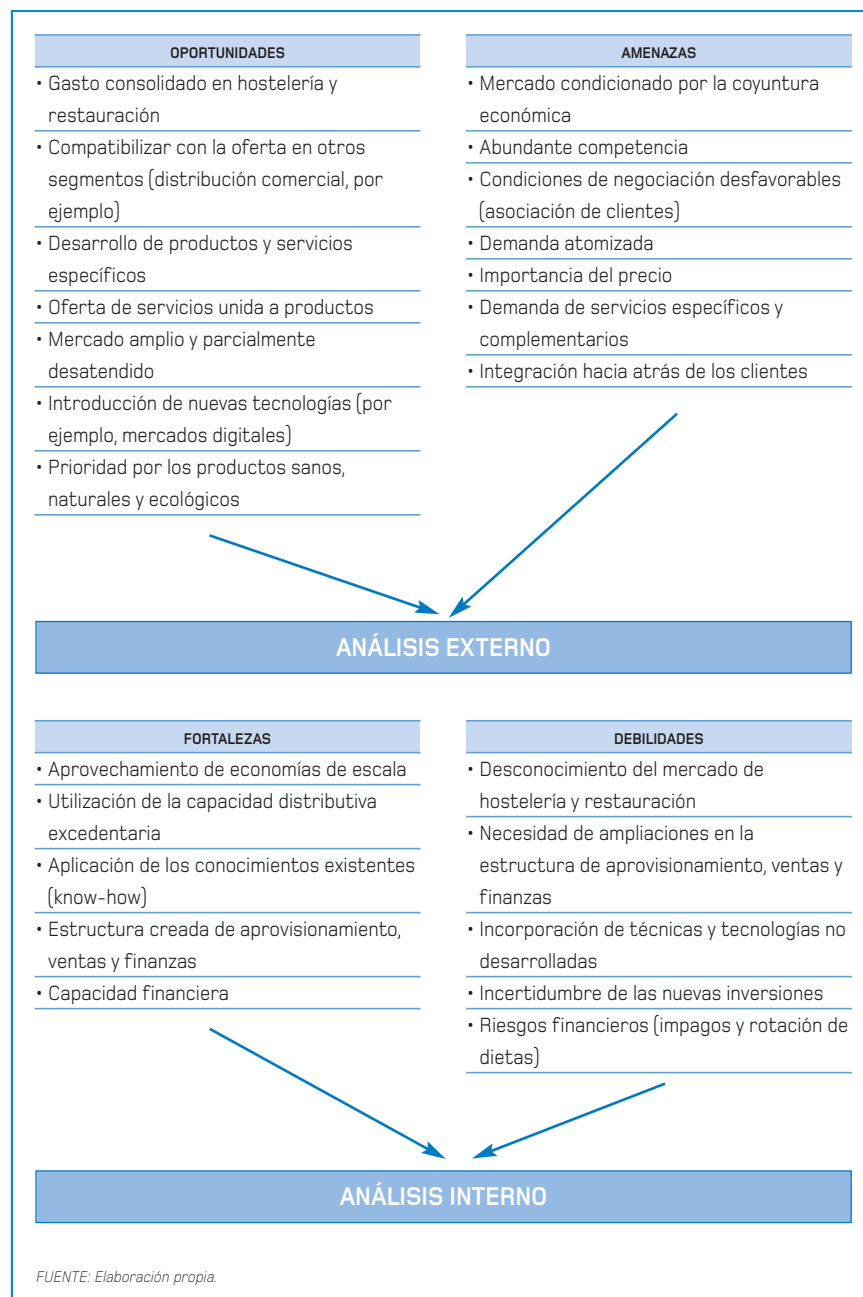 OPORTUNIDADES
• Gasto consolidado en hostelería y
restauración
• Compatibilizar con la oferta en otros
segmentos (distribución comercial, por
ejemplo)
• Desarrollo de productos y servicios
específicos
• Oferta de servicios unida a productos
• Mercado amplio y parcialmente
desatendido
• Introducción de nuevas tecnologías (por
ejemplo, mercados digitales)
• Prioridad por los productos sanos,
naturales y ecológicos
AMENAZAS
• Mercado condicionado por la coyuntura
económica
• Abundante competencia
• Condiciones de negociación desfavorables
(asociación de clientes)
• Demanda atomizada
• Importancia del precio
• Demanda de servicios específicos y
complementarios
• Integración hacia atrás de los clientes
ANÁLISIS EXTERNO
FORTALEZAS
• Aprovechamiento de economías de escala
• Utilización de la capacidad distributiva
excedentaria
• Aplicación de los conocimientos existentes
(know-how)
• Estructura creada de aprovisionamiento,
ventas y finanzas
• Capacidad financiera
DEBILIDADES
• Desconocimiento del mercado de
hostelería y restauración
• Necesidad de ampliaciones en la
estructura de aprovisionamiento, ventas y
finanzas
• Incorporación de técnicas y tecnologías no
desarrolladas
• Incertidumbre de las nuevas inversiones
• Riesgos financieros (impagos y rotación de
dietas)
ANÁLISIS INTERNO
FUENTE: Elaboración propia.